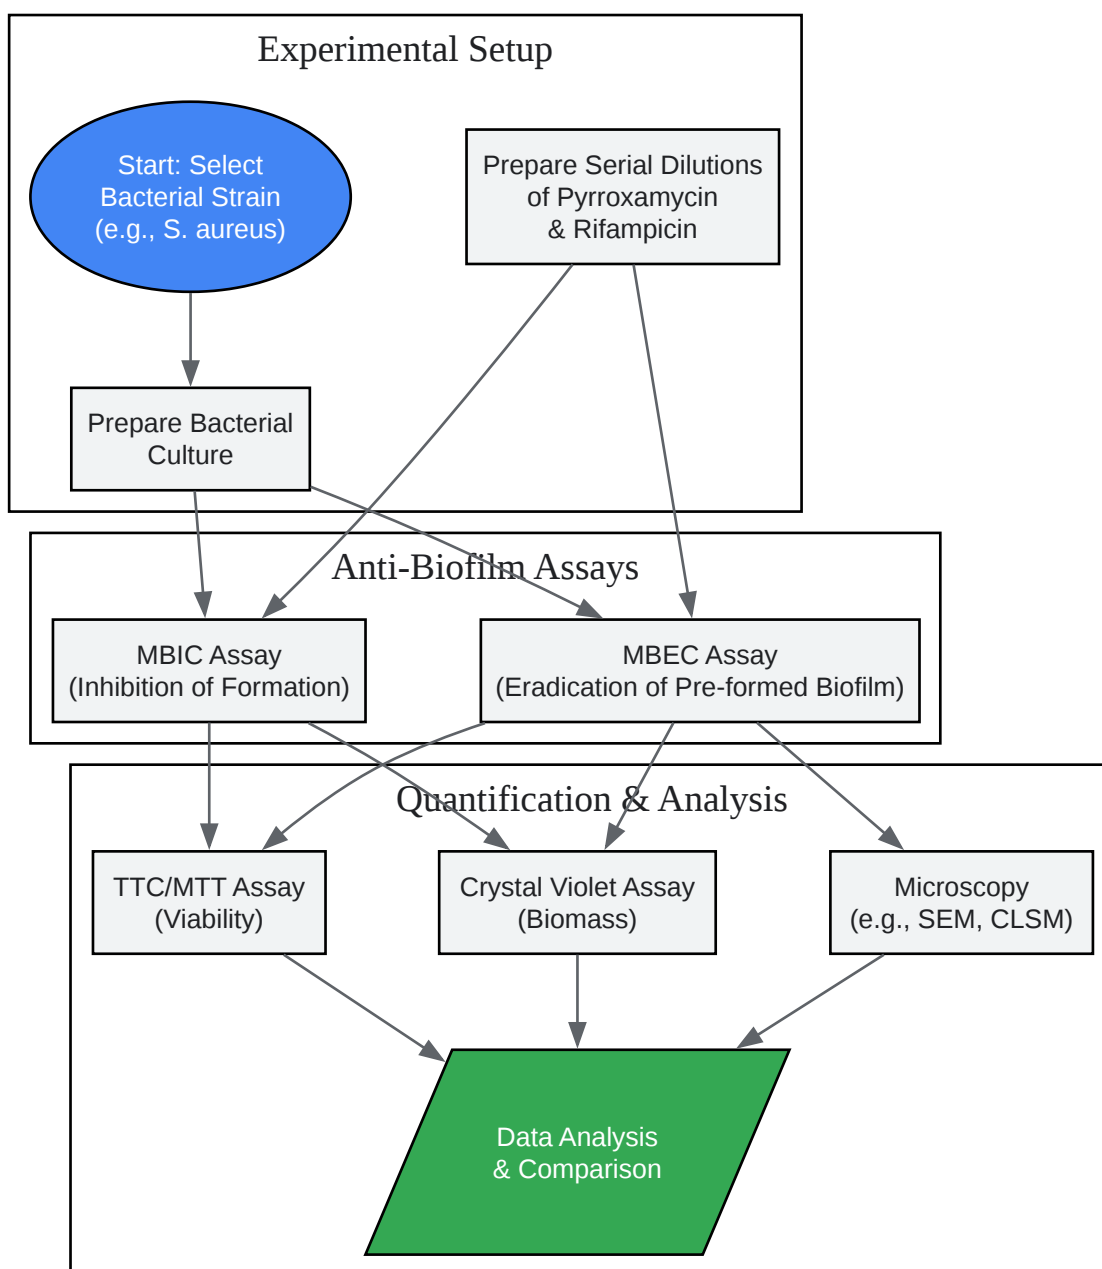 Experimental Setup
Start: Select
Bacterial Strain
(e.g., S. aureus)
Prepare Serial Dilutions
of Pyrroxamycin
& Rifampicin
Prepare Bacterial
Culture
Anti-Biofilm Assays
MBIC Assay
(Inhibition of Formation)
MBEC Assay
(Eradication of Pre-formed Biofilm)
Quantification & Analysis
TTC/MTT Assay
(Viability)
Crystal Violet Assay
(Biomass)
Microscopy
(e.g., SEM, CLSM)
Data Analysis
& Comparison